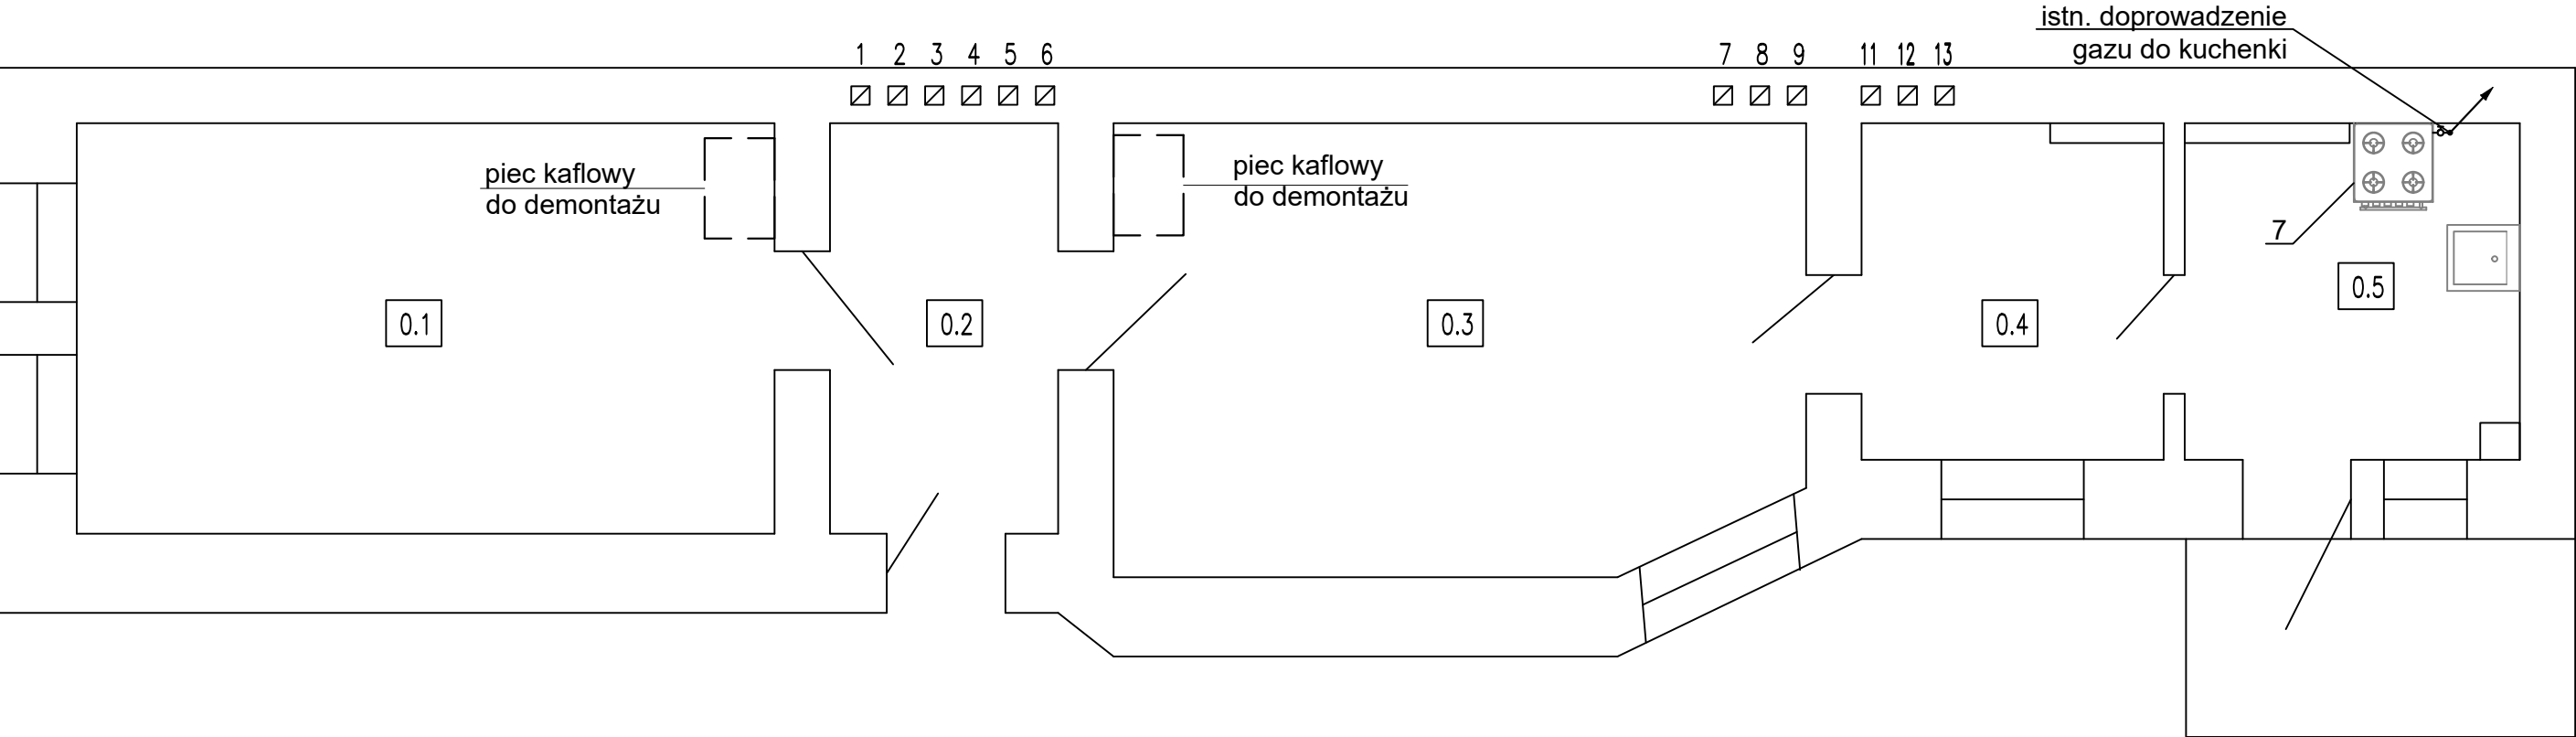 istn. doprowadzenie
gazu do kuchenki
1 2 3 4 5 6 7 8 9 11 12 13
piec kaflowy
do demontażu
piec kaflowy
do demontażu
7
0.1 0.2 0.3 0.4 0.5